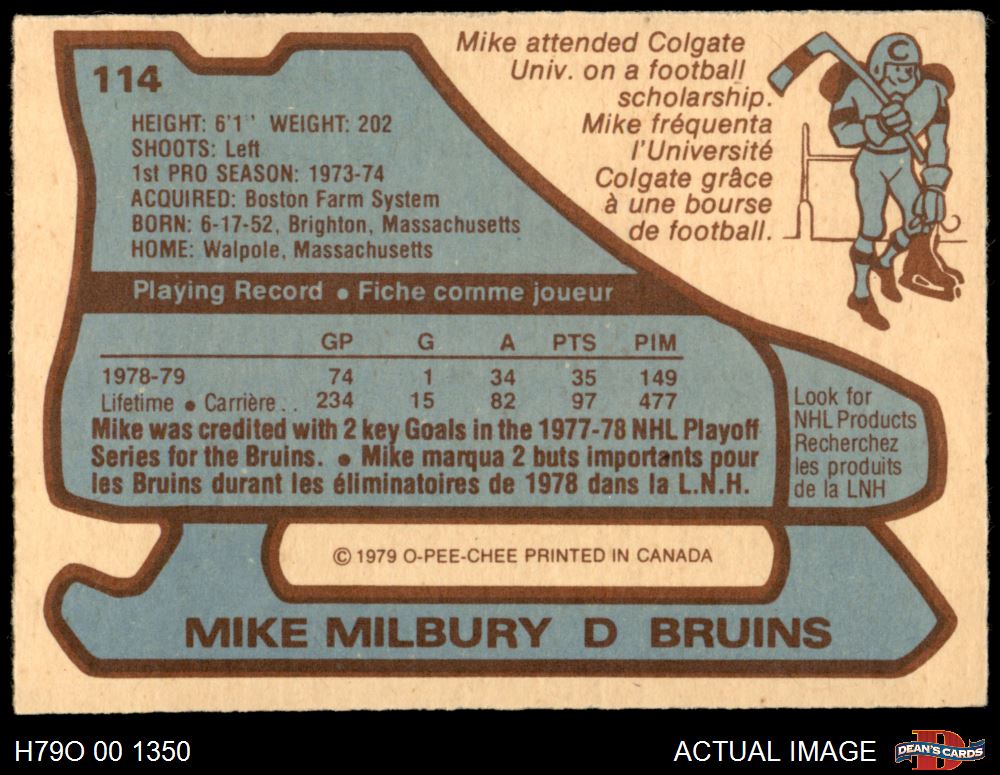 114
Mike attended Colgate
Univ. on a football
scholarship.
Mike fréquenta
l'Université
Colgate grâce
à une bourse
de football.
C
HEIGHT: 6'1" WEIGHT: 202
SHOOTS: Left
1st PRO SEASON: 1973-74
ACQUIRED: Boston Farm System
BORN: 6-17-52, Brighton, Massachusetts
HOME: Walpole, Massachusetts
Playing Record • Fiche comme joueur
GP G A PTS PIM
1978-79 74 1 34 35 149
Lifetime • Carrière.. 234 15 82 97 477
Mike was credited with 2 key Goals in the 1977-78 NHL Playoff
Series for the Bruins. • Mike marqua 2 buts importants pour
les Bruins durant les éliminatoires de 1978 dans la L.N.H.
Look for
NHL Products
Recherchez
les produits
de la LNH
© 1979 O-PEE-CHEE PRINTED IN CANADA
MIKE MILBURY D BRUINS
H79O 00 1350
ACTUAL IMAGE
D
DEAN'S CARDS